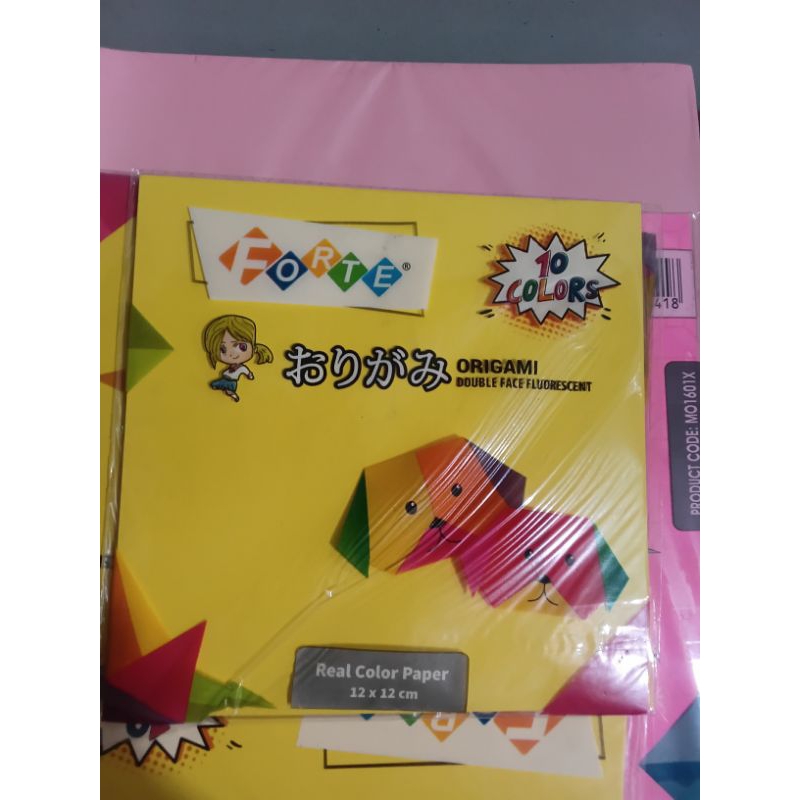 FORTE®
10
COLORS
おりがみ
ORIGAMI
DOUBLE FACE FLUORESCENT
418
PRODUCT CODE: MO1601X
Real Color Paper
12 x 12 cm